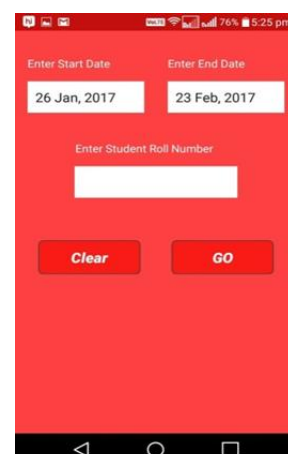 VoLTE 76% 5:25 pm
Enter Start Date Enter End Date
26 Jan, 2017 23 Feb, 2017
Enter Student Roll Number
Clear GO